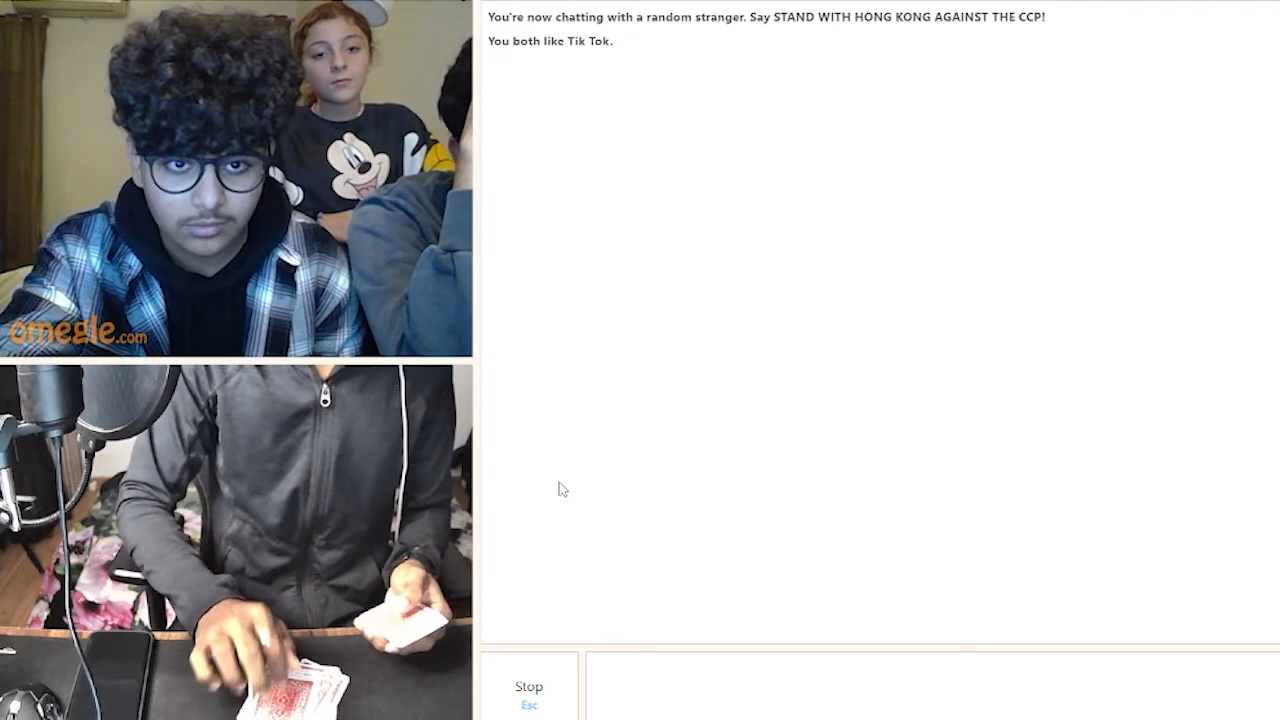 You're now chatting with a random stranger. Say STAND WITH HONG KONG AGAINST THE CCP!
You both like Tik Tok.
omegle.com
Stop
Esc